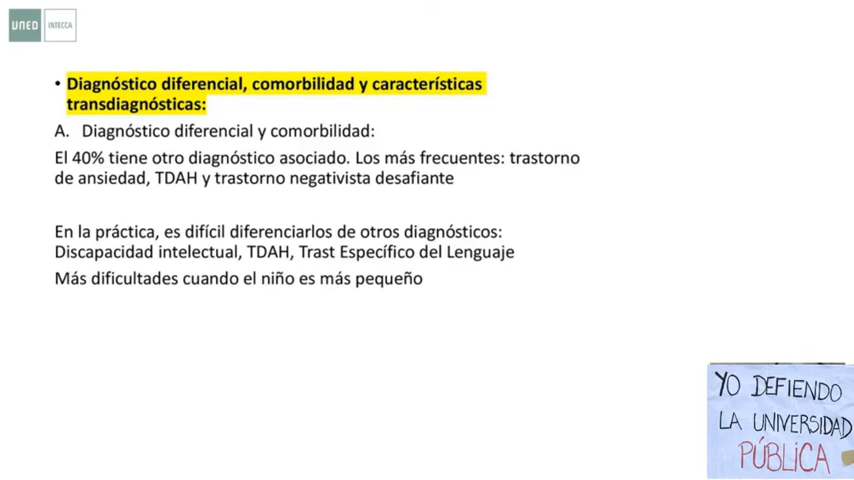 UNED
INTECCA
• Diagnóstico diferencial, comorbilidad y características
transdiagnósticas:
A. Diagnóstico diferencial y comorbilidad:
El 40% tiene otro diagnóstico asociado. Los más frecuentes: trastorno
de ansiedad, TDAH y trastorno negativista desafiante
En la práctica, es difícil diferenciarlos de otros diagnósticos:
Discapacidad intelectual, TDAH, Trast Específico del Lenguaje
Más dificultades cuando el niño es más pequeño
YO DEFIENDO
LA UNIVERSIDAD
PÚBLICA